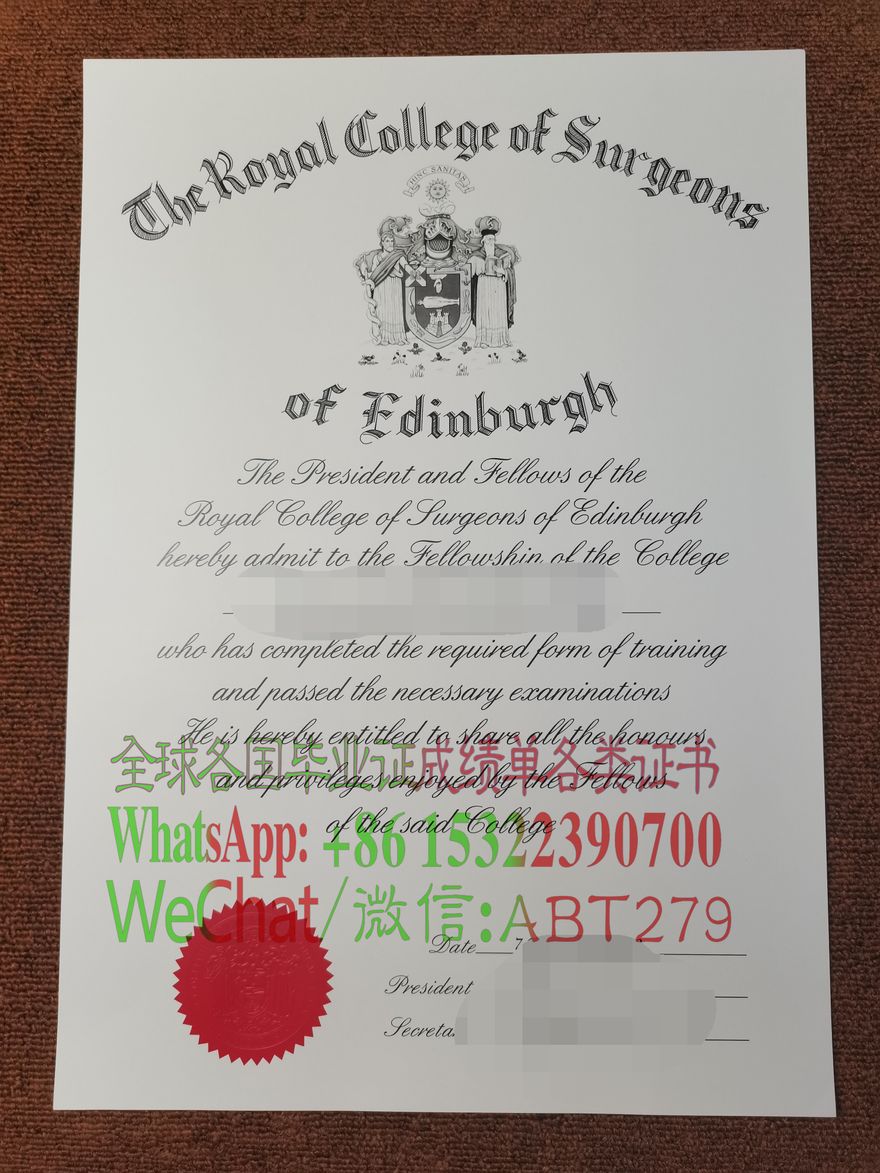 The Royal College of Surgeons
HINC SANITAS
of Edinburgh
The President and Fellows of the
Royal College of Surgeons of Edinburgh
hereby admit to the Fellowship of the College
who has completed the required form of training
and passed the necessary examinations
He is hereby entitled to share all the honours
全球各国毕业证成绩单各类证书
and privileges enjoyed by the Fellows
of the said College
WhatsApp: +86 15322390700
WeChat/微信:ABT279
Date
President